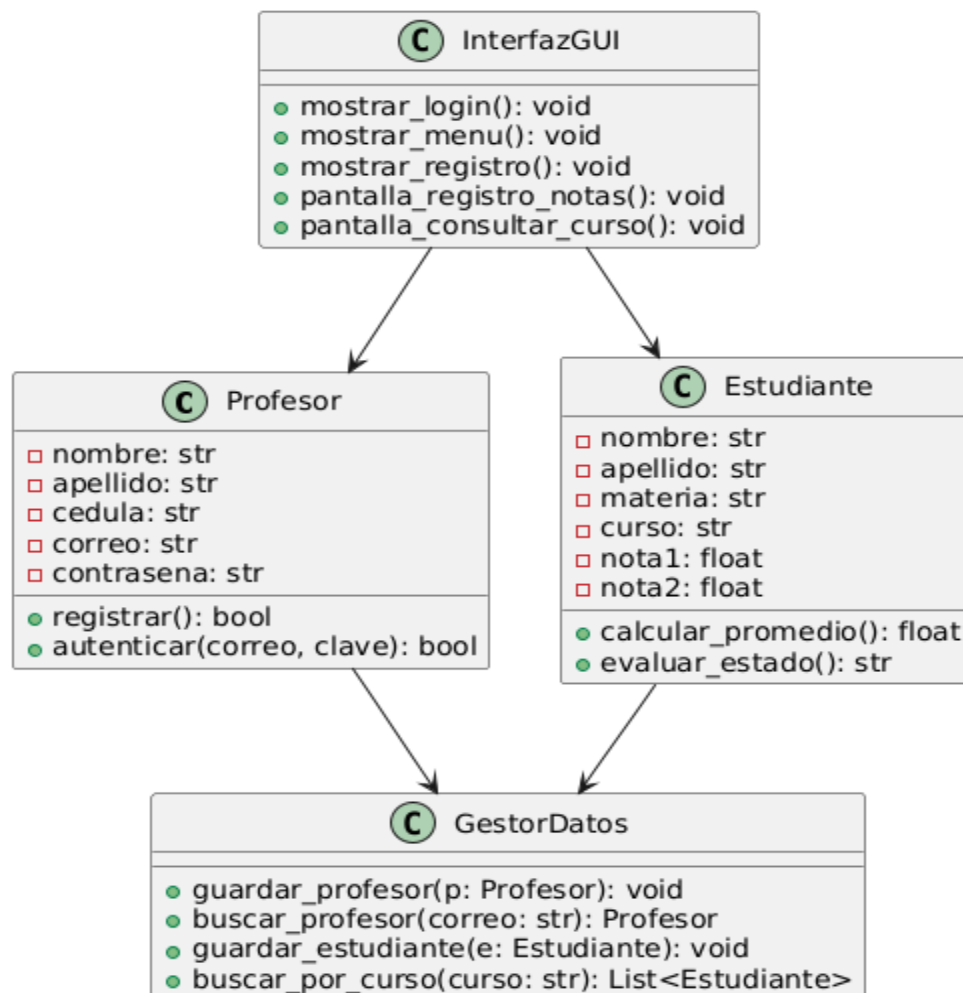 C InterfazGUI
mostrar_login(): void
mostrar_menu(): void
mostrar_registro(): void
pantalla_registro_notas(): void
pantalla_consultar_curso(): void
C Profesor
nombre: str
apellido: str
cedula: str
correo: str
contrasena: str
registrar(): bool
autenticar(correo, clave): bool
C Estudiante
nombre: str
apellido: str
materia: str
curso: str
nota1: float
nota2: float
calcular_promedio(): float
evaluar_estado(): str
C GestorDatos
guardar_profesor(p: Profesor): void
buscar_profesor(correo: str): Profesor
guardar_estudiante(e: Estudiante): void
buscar_por_curso(curso: str): List<Estudiante>